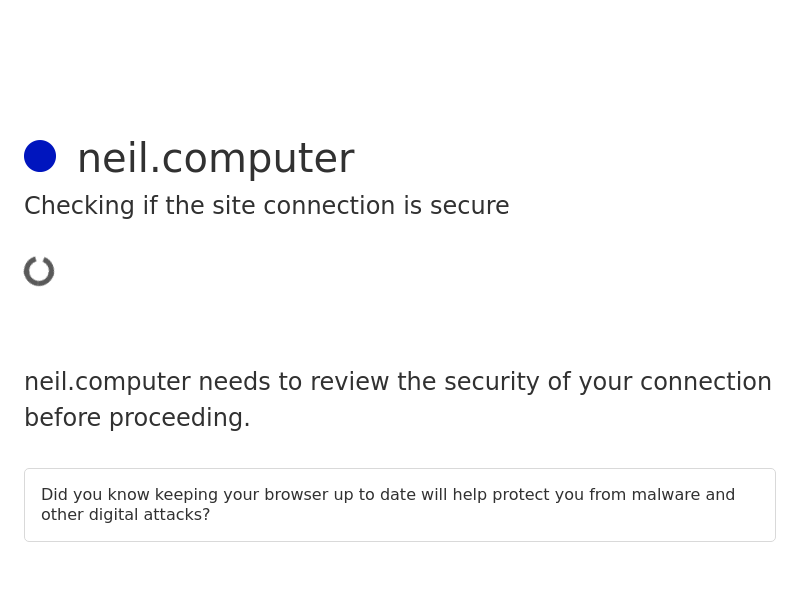 neil.computer
Checking if the site connection is secure
neil.computer needs to review the security of your connection
before proceeding.
Did you know keeping your browser up to date will help protect you from malware and
other digital attacks?